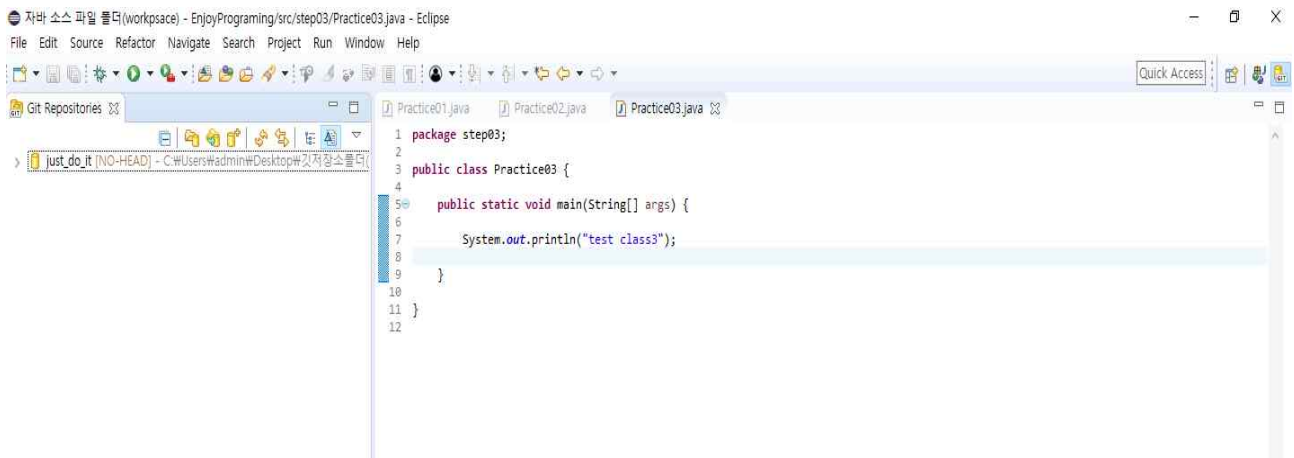 자바 소스 파일 폴더(workpsace) - EnjoyPrograming/src/step03/Practice03.java - Eclipse
File Edit Source Refactor Navigate Search Project Run Window Help
Quick Access
GIT
Git Repositories
Practice01.java Practice02.java Practice03.java
just_do_it [NO-HEAD] - C:₩Users₩admin₩Desktop₩깃저장소폴더(
1 package step03;
2
3 public class Practice03 {
4
5 public static void main(String[] args) {
6
7 System.out.println("test class3");
8
9 }
10
11 }
12